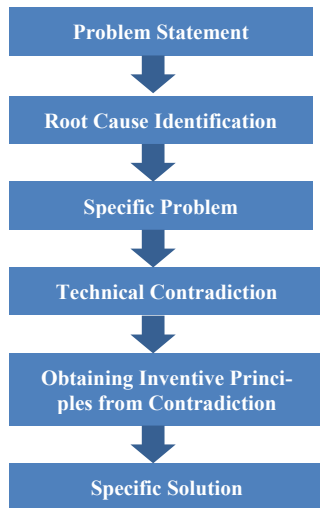 Problem Statement
Root Cause Identification
Specific Problem
Technical Contradiction
Obtaining Inventive Princi-
ples from Contradiction
Specific Solution